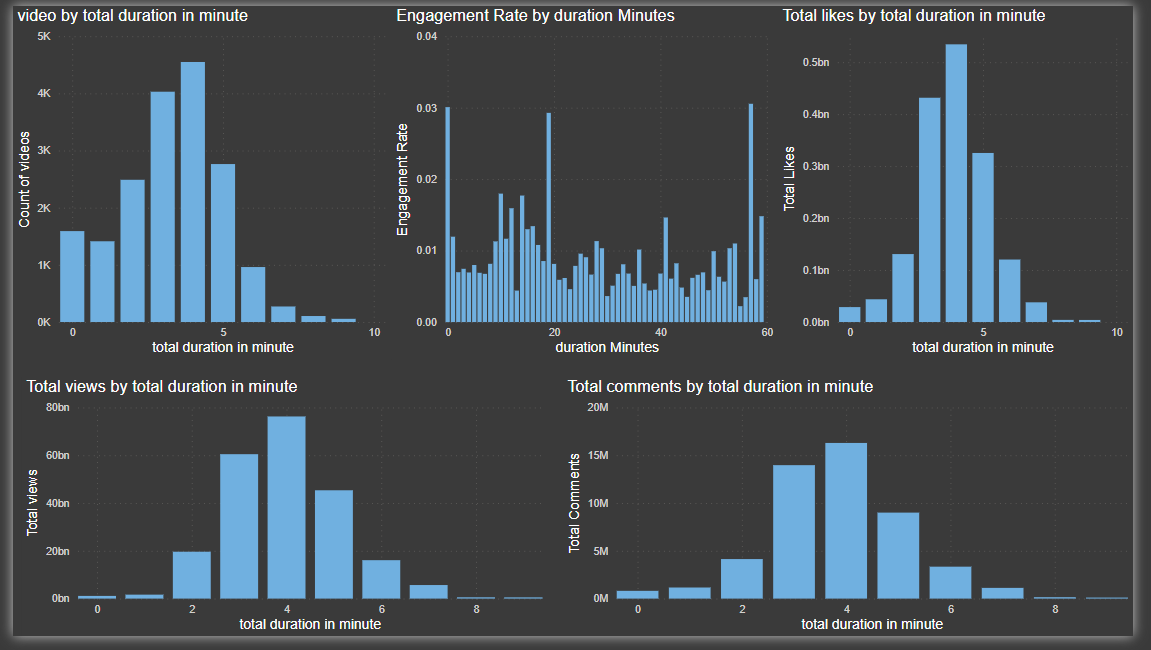 video by total duration in minute
5K
4K
3K
2K
1K
0K
Count of videos
0 5 10
total duration in minute
Engagement Rate by duration Minutes
0.04
0.03
0.02
0.01
0.00
Engagement Rate
0 20 40 60
duration Minutes
Total likes by total duration in minute
0.5bn
0.4bn
0.3bn
0.2bn
0.1bn
0.0bn
Total Likes
0 5 10
total duration in minute
Total views by total duration in minute
80bn
60bn
40bn
20bn
0bn
Total views
0 2 4 6 8
total duration in minute
Total comments by total duration in minute
20M
15M
10M
5M
0M
Total Comments
0 2 4 6 8
total duration in minute